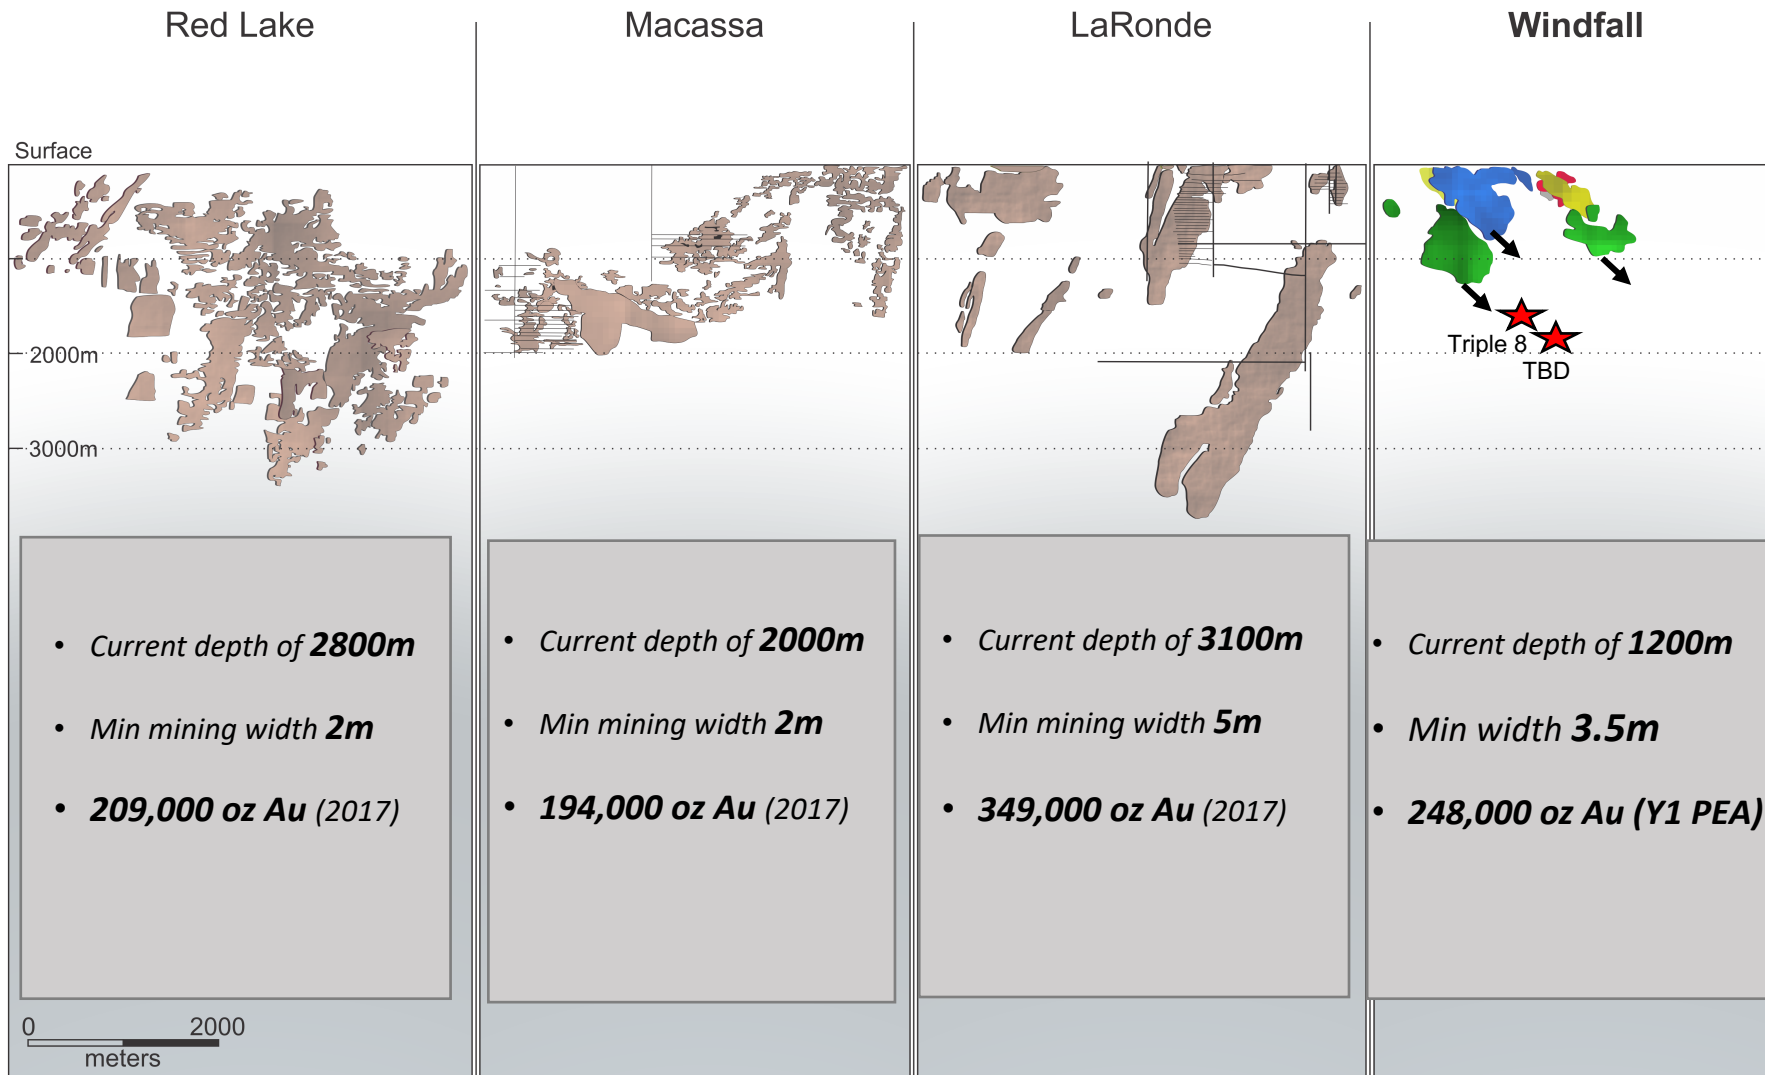 Red Lake
Macassa
LaRonde
Windfall
Surface
2000m
3000m
Triple 8
TBD
• Current depth of 2800m
• Min mining width 2m
• 209,000 oz Au (2017)
• Current depth of 2000m
• Min mining width 2m
• 194,000 oz Au (2017)
• Current depth of 3100m
• Min mining width 5m
• 349,000 oz Au (2017)
• Current depth of 1200m
• Min width 3.5m
• 248,000 oz Au (Y1 PEA)
0 2000
meters